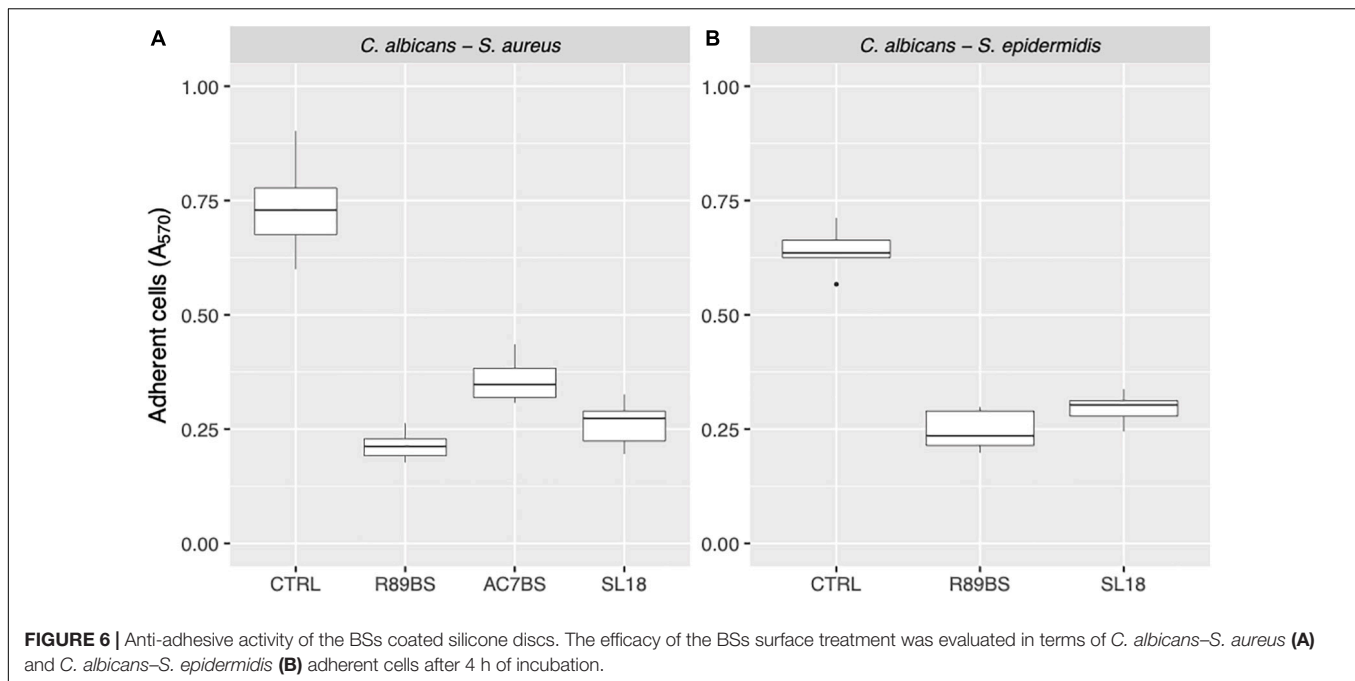 A
C. albicans – S. aureus
Adherent cells (A570)
1.00
0.75
0.50
0.25
0.00
CTRL R89BS AC7BS SL18
B
C. albicans – S. epidermidis
1.00
0.75
0.50
0.25
0.00
CTRL R89BS SL18
FIGURE 6 | Anti-adhesive activity of the BSs coated silicone discs. The efficacy of the BSs surface treatment was evaluated in terms of C. albicans–S. aureus (A)
and C. albicans–S. epidermidis (B) adherent cells after 4 h of incubation.